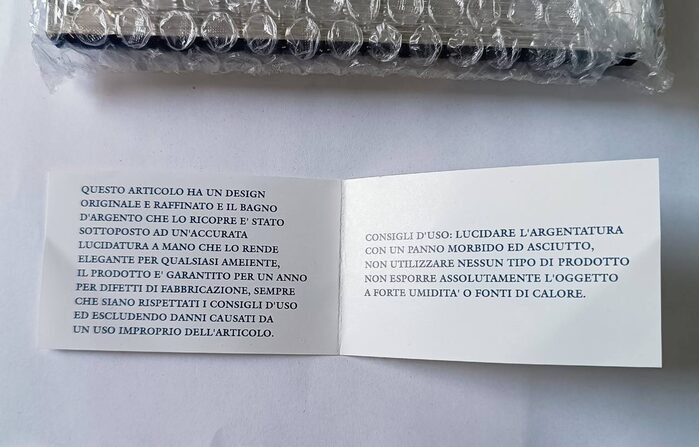 QUESTO ARTICOLO HA UN DESIGN
ORIGINALE E RAFFINATO E IL BAGNO
D'ARGENTO CHE LO RICOPRE E' STATO
SOTTOPOSTO AD UN'ACCURATA
LUCIDATURA A MANO CHE LO RENDE
ELEGANTE PER QUALSIASI AMEIENTE,
IL PRODOTTO E' GARANTITO PER UN ANNO
PER DIFETTI DI FABBRICAZIONE, SEMPRE
CHE SIANO RISPETTATI I CONSIGLI D'USO
ED ESCLUDENDO DANNI CAUSATI DA
UN USO IMPROPRIO DELL'ARTICOLO.
CONSIGLI D'USO: LUCIDARE L'ARGENTATURA
CON UN PANNO MORBIDO ED ASCIUTTO,
NON UTILIZZARE NESSUN TIPO DI PRODOTTO
NON ESPORRE ASSOLUTAMENTE L'OGGETTO
A FORTE UMIDITA' O FONTI DI CALORE.